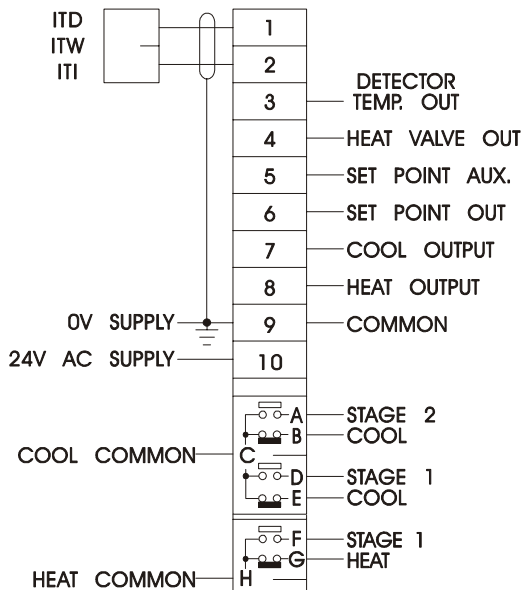 ITD
ITW
ITI
1
2
3
DETECTOR
TEMP. OUT
4
HEAT VALVE OUT
5
SET POINT AUX.
6
SET POINT OUT
7
COOL OUTPUT
8
HEAT OUTPUT
0V SUPPLY
9
COMMON
24V AC SUPPLY
10
A
STAGE 2
B
COOL
COOL COMMON
C
D
STAGE 1
E
COOL
F
STAGE 1
G
HEAT
HEAT COMMON
H